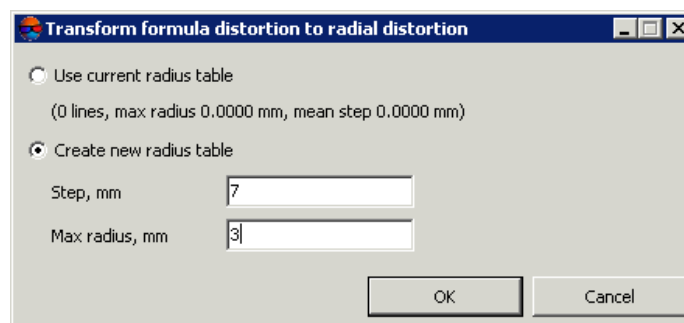 Transform formula distortion to radial distortion
Use current radius table
(0 lines, max radius 0.0000 mm, mean step 0.0000 mm)
Create new radius table
Step, mm 7
Max radius, mm 3
OK Cancel